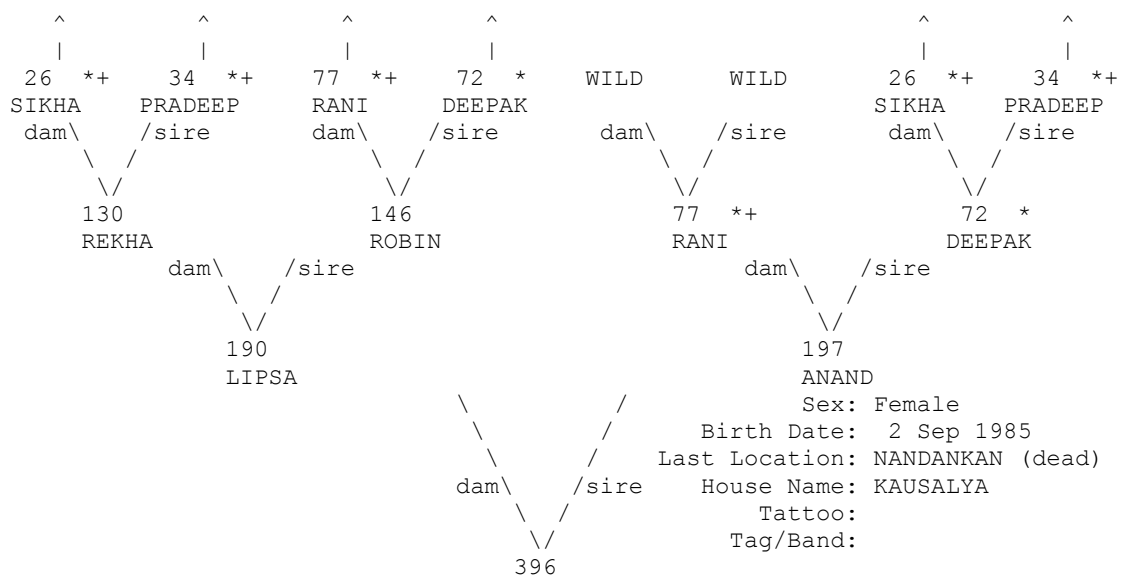 ^ ^ ^ ^ ^ ^
| | | | | |
26 *+ 34 *+ 77 *+ 72 * WILD WILD 26 *+ 34 *+
SIKHA PRADEEP RANI DEEPAK SIKHA PRADEEP
dam\ /sire dam\ /sire dam\ /sire dam\ /sire
\ / \ / \ / \ /
\/ \/ \/ \/
130 146 77 *+ 72 *
REKHA ROBIN RANI DEEPAK
dam\ /sire dam\ /sire
\ / \ /
\/ \/
190 197
LIPSA ANAND
\ / Sex: Female
\ / Birth Date: 2 Sep 1985
\ / Last Location: NANDANKAN (dead)
dam\ /sire House Name: KAUSALYA
\ / Tattoo:
\/ Tag/Band:
396